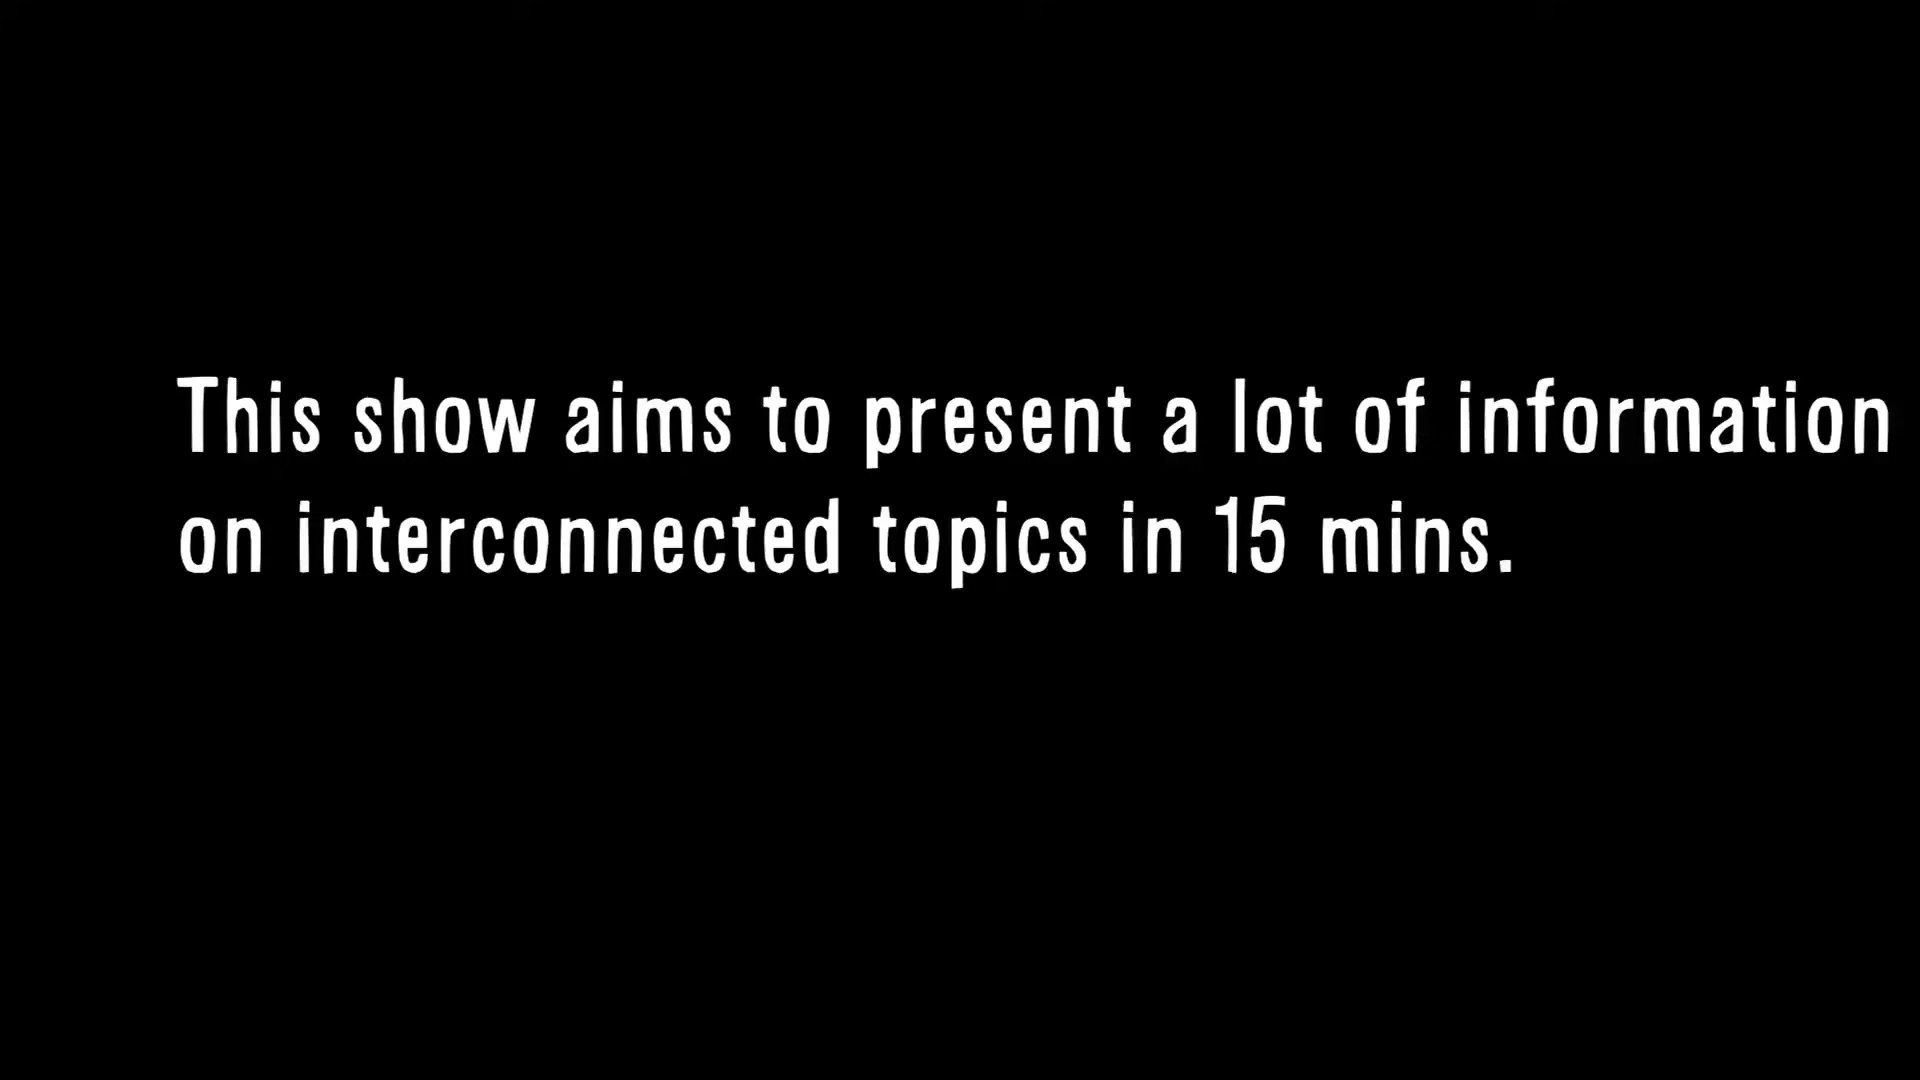 This show aims to present a lot of information
on interconnected topics in 15 mins.